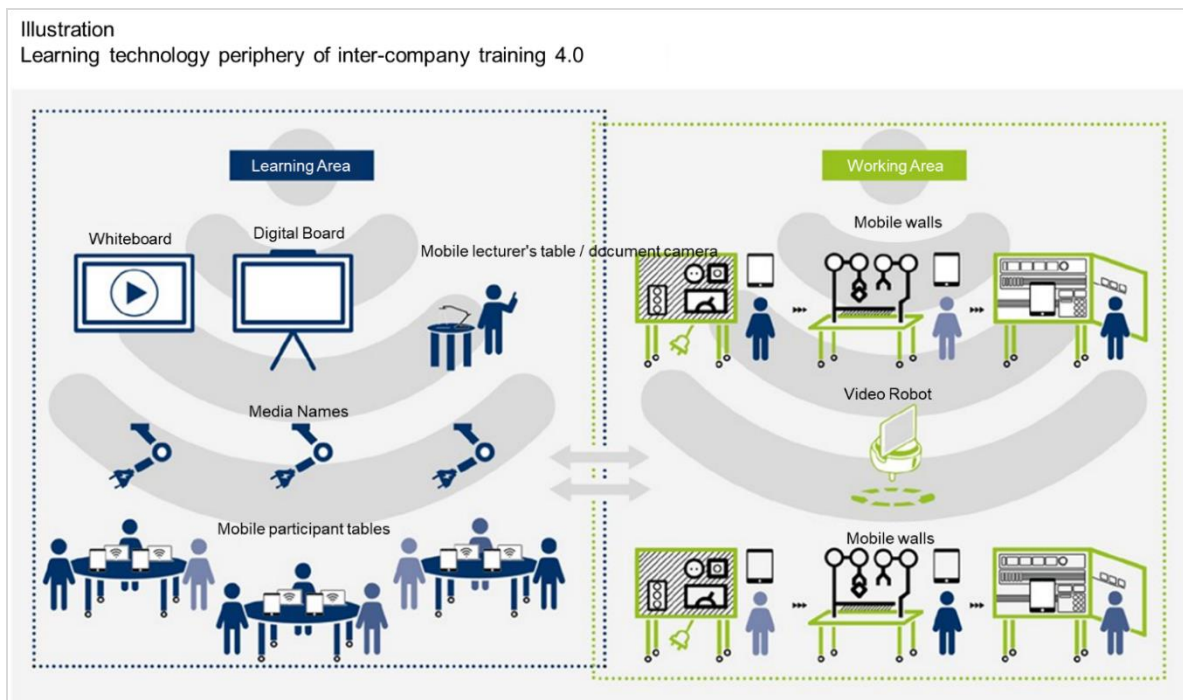 Illustration
Learning technology periphery of inter-company training 4.0
Learning Area
Working Area
Whiteboard
Digital Board
Mobile lecturer's table / document camera
Mobile walls
Media Names
Video Robot
Mobile participant tables
Mobile walls